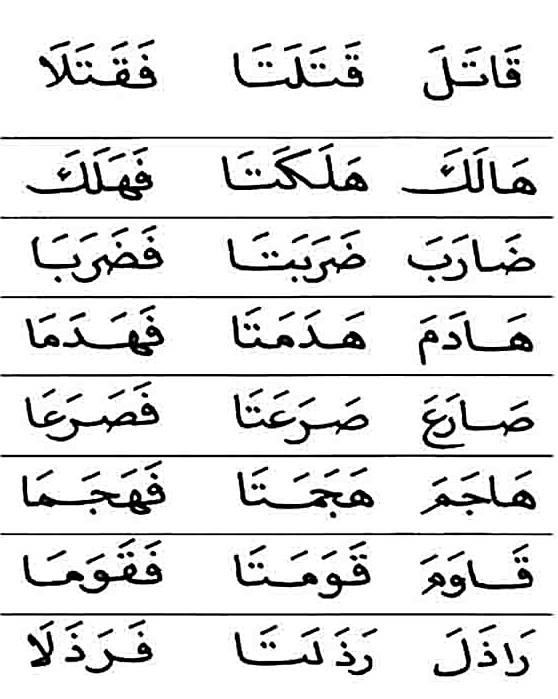 قَاتَلَ قَتَلَتَا فَقَتَلَا
هَالَكَ هَلَكَتَا فَهَلَكَ
ضَارَبَ ضَرَبَتَا فَضَرَبَا
هَادَمَ هَدَمَتَا فَهَدَمَا
صَارَعَ صَرَعَتَا فَصَرَعَا
هَاجَمَ هَجَمَتَا فَهَجَمَا
قَاوَمَ قَوَمَتَا فَقَوَمَا
رَاذَلَ رَذَلَتَا فَرَذَلَا